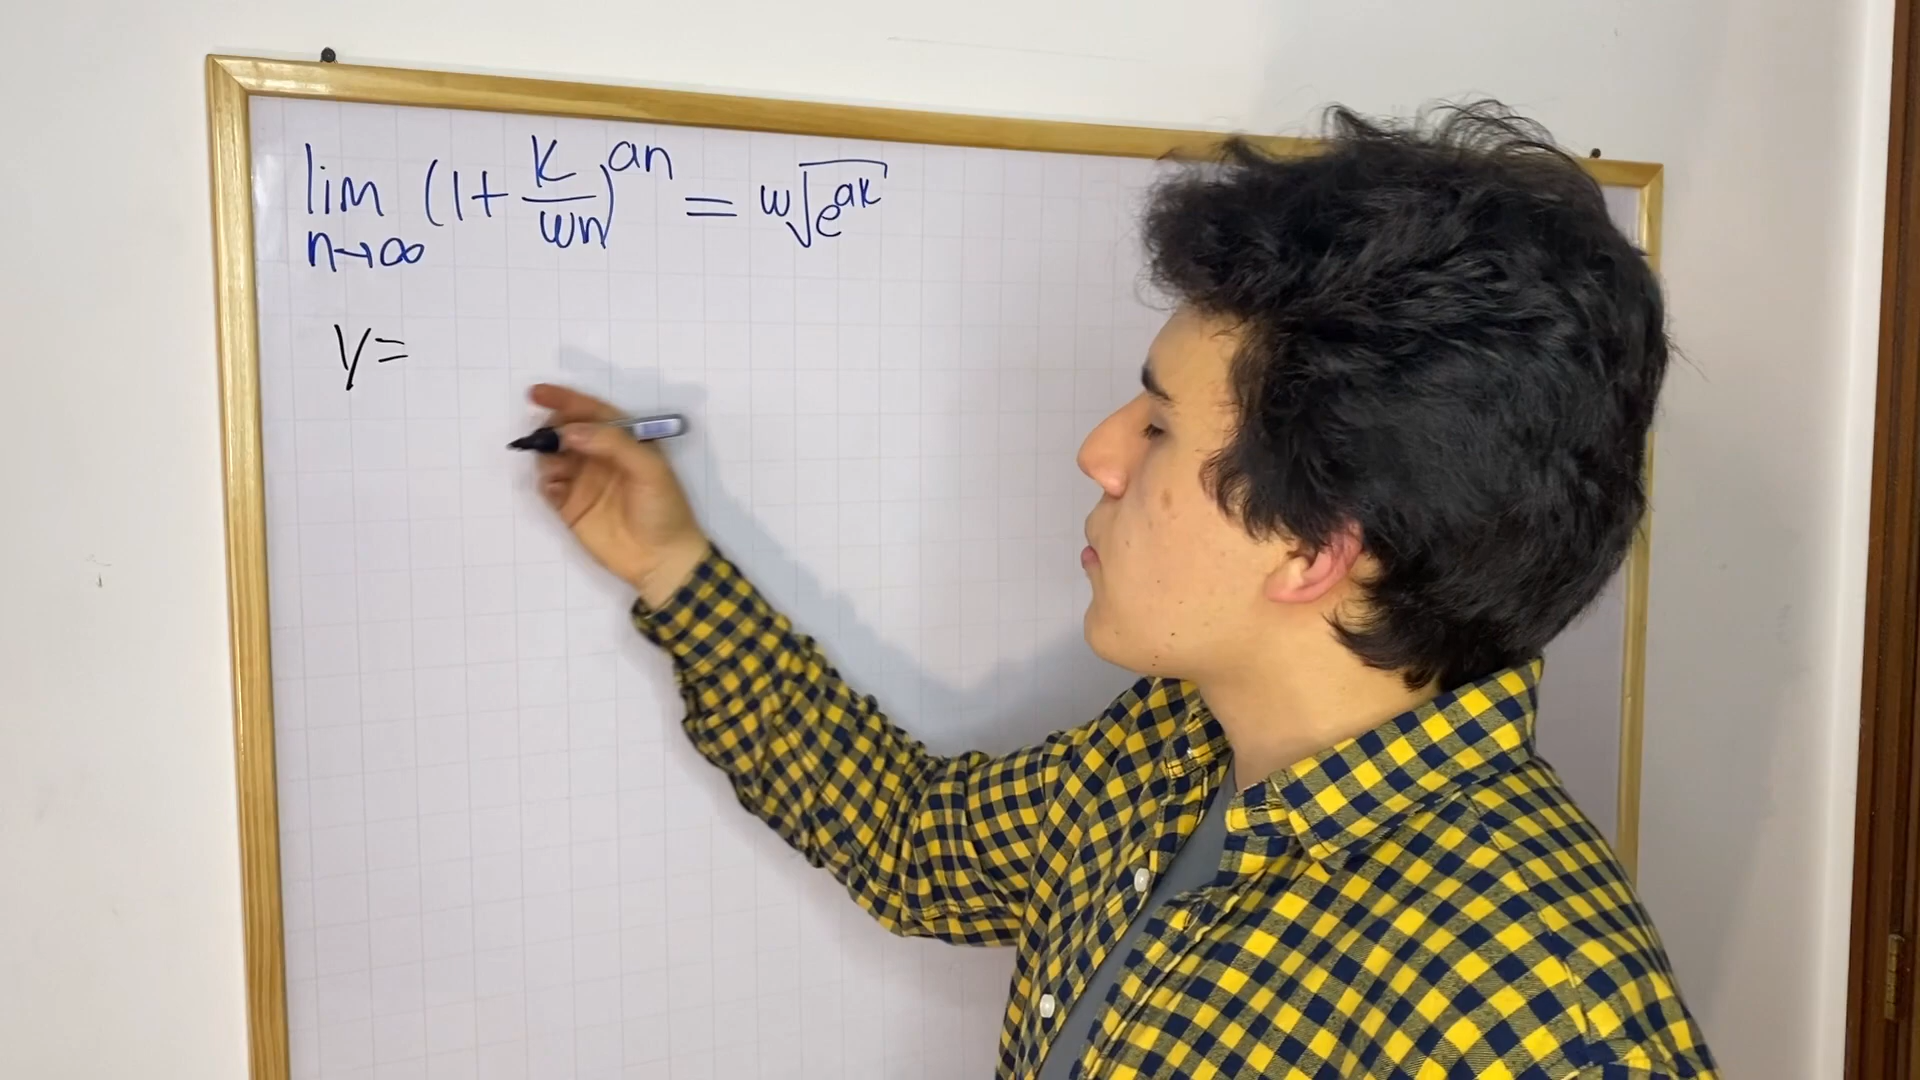 lim (1+ K/wn)^an = w√e^ak
n→∞
y=